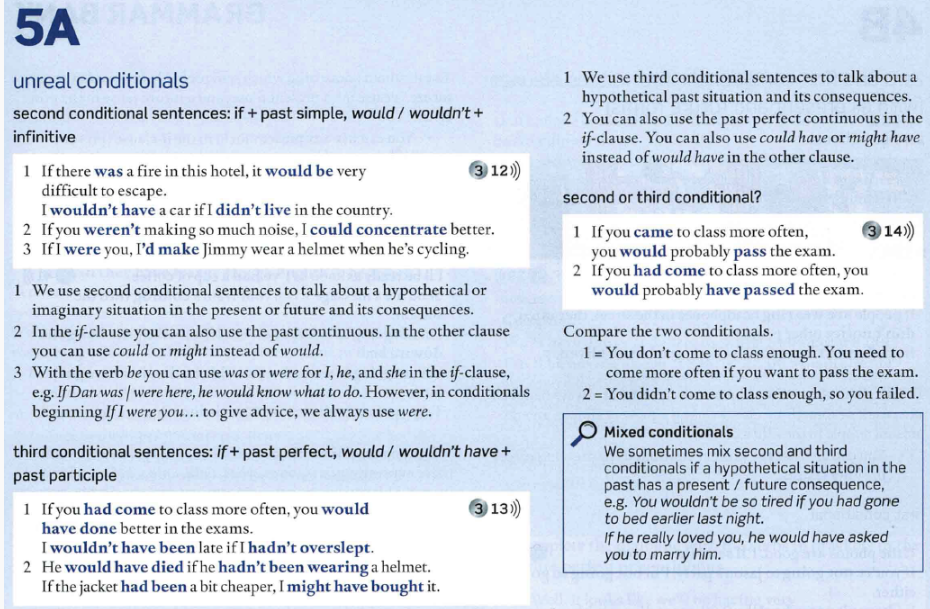 5A
unreal conditionals
second conditional sentences: if + past simple, would / wouldn't +
infinitive
1 If there was a fire in this hotel, it would be very
difficult to escape.
I wouldn't have a car if I didn't live in the country.
2 If you weren't making so much noise, I could concentrate better.
3 If I were you, I'd make Jimmy wear a helmet when he's cycling.
3 12))
1 We use second conditional sentences to talk about a hypothetical or
imaginary situation in the present or future and its consequences.
2 In the if-clause you can also use the past continuous. In the other clause
you can use could or might instead of would.
3 With the verb be you can use was or were for I, he, and she in the if-clause,
e.g. If Dan was / were here, he would know what to do. However, in conditionals
beginning If I were you... to give advice, we always use were.
third conditional sentences: if + past perfect, would / wouldn't have +
past participle
1 If you had come to class more often, you would
have done better in the exams.
I wouldn't have been late if I hadn't overslept.
2 He would have died if he hadn't been wearing a helmet.
If the jacket had been a bit cheaper, I might have bought it.
3 13))
1 We use third conditional sentences to talk about a
hypothetical past situation and its consequences.
2 You can also use the past perfect continuous in the
if-clause. You can also use could have or might have
instead of would have in the other clause.
second or third conditional?
1 If you came to class more often,
you would probably pass the exam.
2 If you had come to class more often, you
would probably have passed the exam.
3 14))
Compare the two conditionals.
1 = You don't come to class enough. You need to
come more often if you want to pass the exam.
2 = You didn't come to class enough, so you failed.
Mixed conditionals
We sometimes mix second and third
conditionals if a hypothetical situation in the
past has a present / future consequence,
e.g. You wouldn't be so tired if you had gone
to bed earlier last night.
If he really loved you, he would have asked
you to marry him.